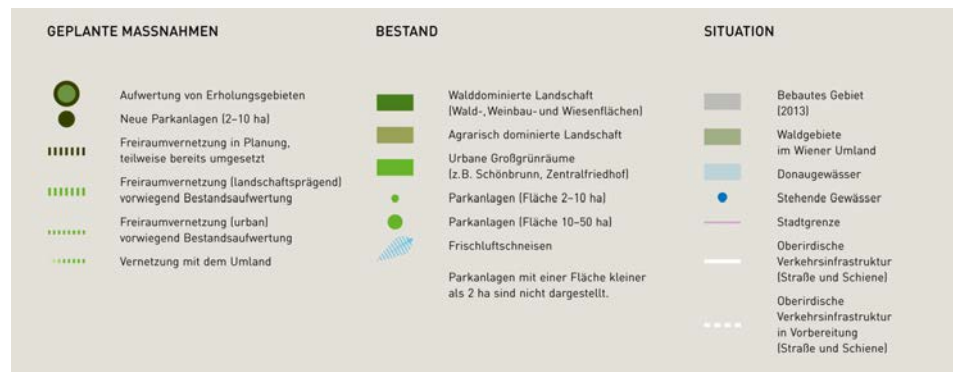 GEPLANTE MASSNAHMEN
Aufwertung von Erholungsgebieten
Neue Parkanlagen (2–10 ha)
Freiraumvernetzung in Planung,
teilweise bereits umgesetzt
Freiraumvernetzung (landschaftsprägend)
vorwiegend Bestandsaufwertung
Freiraumvernetzung (urban)
vorwiegend Bestandsaufwertung
Vernetzung mit dem Umland
BESTAND
Walddominierte Landschaft
(Wald-, Weinbau- und Wiesenflächen)
Agrarisch dominierte Landschaft
Urbane Großgrünräume
(z.B. Schönbrunn, Zentralfriedhof)
Parkanlagen (Fläche 2–10 ha)
Parkanlagen (Fläche 10–50 ha)
Frischluftschneisen
Parkanlagen mit einer Fläche kleiner
als 2 ha sind nicht dargestellt.
SITUATION
Bebautes Gebiet
(2013)
Waldgebiete
im Wiener Umland
Donaugewässer
Stehende Gewässer
Stadtgrenze
Oberirdische
Verkehrsinfrastruktur
(Straße und Schiene)
Oberirdische
Verkehrsinfrastruktur
in Vorbereitung
(Straße und Schiene)